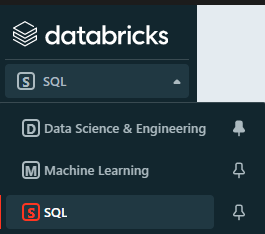 databricks
S SQL
D Data Science & Engineering
M Machine Learning
S SQL